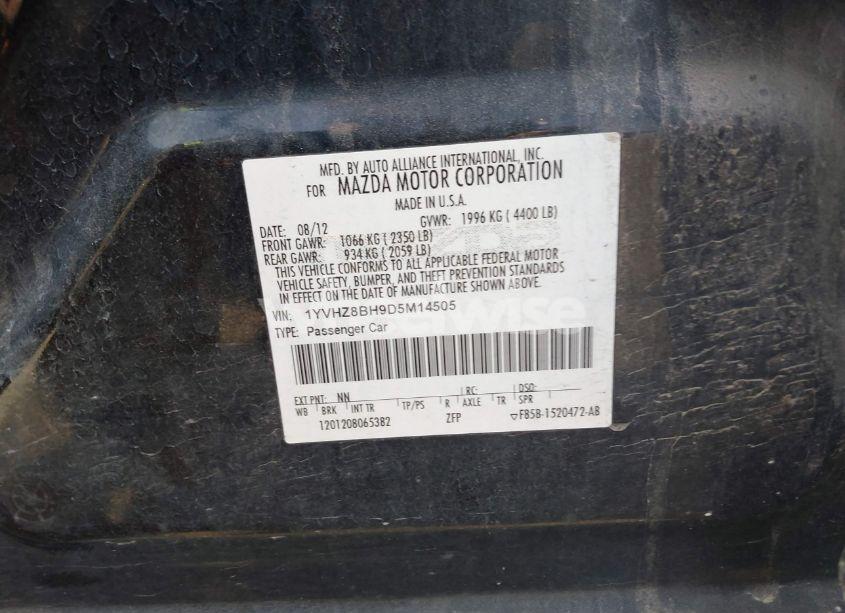 MFD. BY AUTO ALLIANCE INTERNATIONAL, INC.
FOR MAZDA MOTOR CORPORATION
MADE IN U.S.A.
DATE: 08/12 GVWR: 1996 KG ( 4400 LB)
FRONT GAWR: 1066 KG ( 2350 LB)
REAR GAWR: 934 KG ( 2059 LB)
THIS VEHICLE CONFORMS TO ALL APPLICABLE FEDERAL MOTOR
VEHICLE SAFETY, BUMPER, AND THEFT PREVENTION STANDARDS
IN EFFECT ON THE DATE OF MANUFACTURE SHOWN ABOVE.
VIN: 1YVHZ8BH9D5M14505
TYPE: Passenger Car
EXT PNT: NN RC: DSO:
WB BRK INT TR TP/PS R AXLE TR SPR
1201208065382 ZFP F85B-1520472-AB